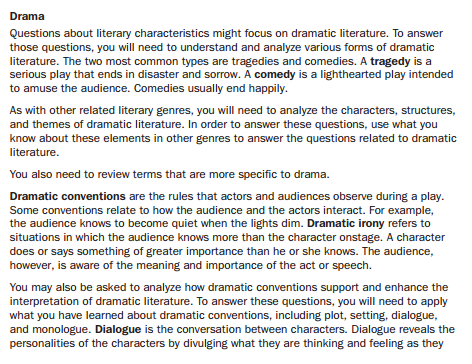 Drama
Questions about literary characteristics might focus on dramatic literature. To answer
those questions, you will need to understand and analyze various forms of dramatic
literature. The two most common types are tragedies and comedies. A tragedy is a
serious play that ends in disaster and sorrow. A comedy is a lighthearted play intended
to amuse the audience. Comedies usually end happily.
As with other related literary genres, you will need to analyze the characters, structures,
and themes of dramatic literature. In order to answer these questions, use what you
know about these elements in other genres to answer the questions related to dramatic
literature.
You also need to review terms that are more specific to drama.
Dramatic conventions are the rules that actors and audiences observe during a play.
Some conventions relate to how the audience and the actors interact. For example,
the audience knows to become quiet when the lights dim. Dramatic irony refers to
situations in which the audience knows more than the character onstage. A character
does or says something of greater importance than he or she knows. The audience,
however, is aware of the meaning and importance of the act or speech.
You may also be asked to analyze how dramatic conventions support and enhance the
interpretation of dramatic literature. To answer these questions, you will need to apply
what you have learned about dramatic conventions, including plot, setting, dialogue,
and monologue. Dialogue is the conversation between characters. Dialogue reveals the
personalities of the characters by divulging what they are thinking and feeling as they